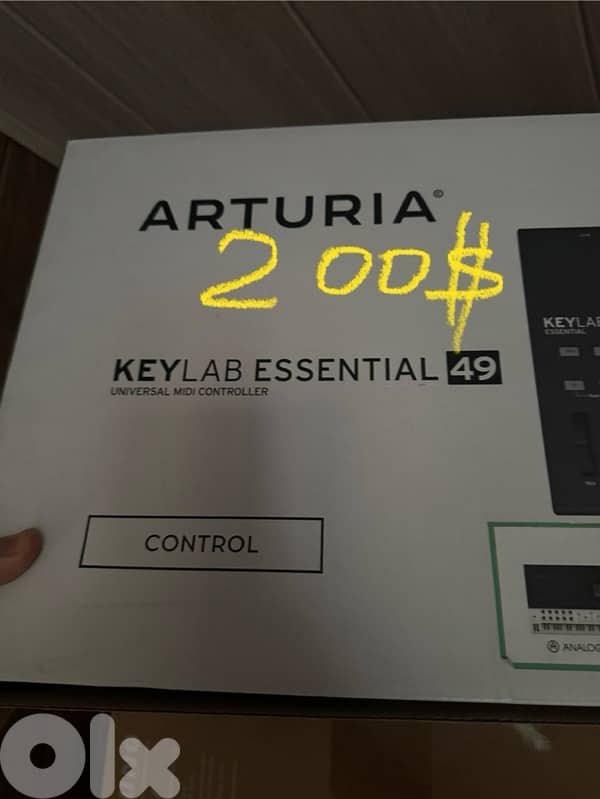 ARTURIA©
200$
KEYLAB ESSENTIAL 49
UNIVERSAL MIDI CONTROLLER
KEYLAB
ESSENTIAL
CONTROL
ANALOG
olx